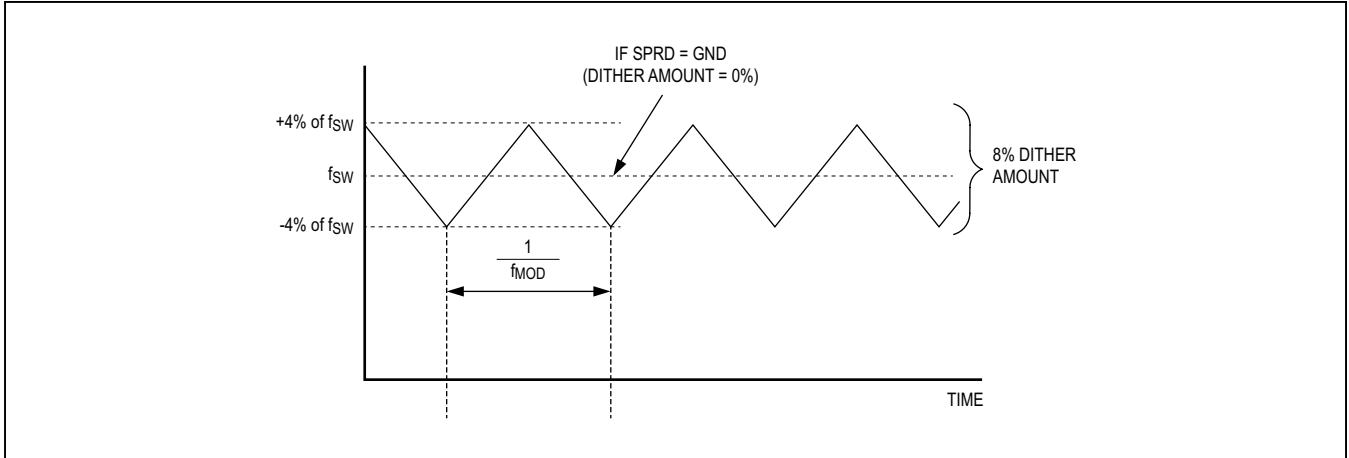 IF SPRD = GND
(DITHER AMOUNT = 0%)
+4% of fSW
fSW
-4% of fSW
8% DITHER
AMOUNT
1
fMOD
TIME